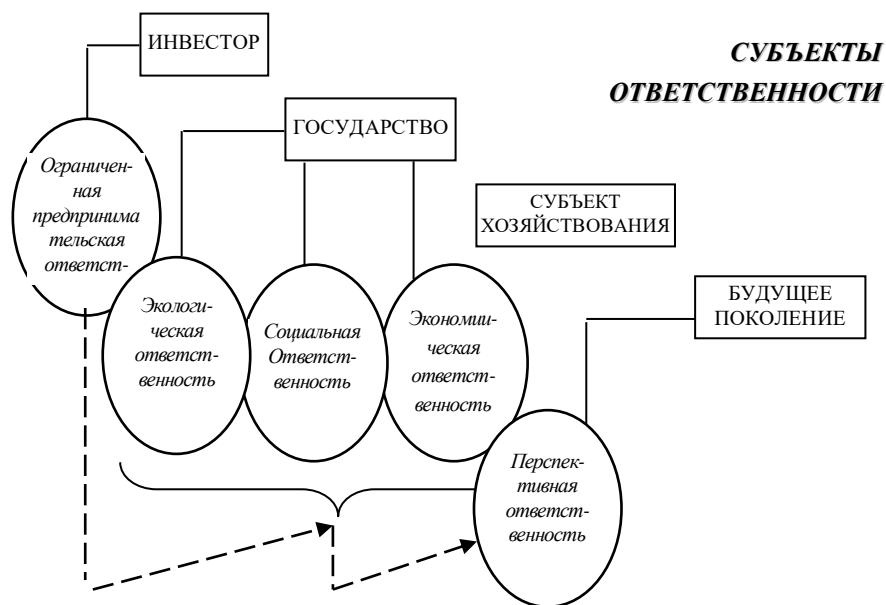 ИНВЕСТОР
СУБЪЕКТЫ
ОТВЕТСТВЕННОСТИ
ГОСУДАРСТВО
Ограничен-
ная
предпринима
тельская
ответст-
СУБЪЕКТ
ХОЗЯЙСТВОВАНИЯ
БУДУЩЕЕ
ПОКОЛЕНИЕ
Экологи-
ческая
ответст-
венность
Социальная
Ответст-
венность
Экономии-
ческая
ответст-
венность
Перспек-
тивная
ответст-
венность